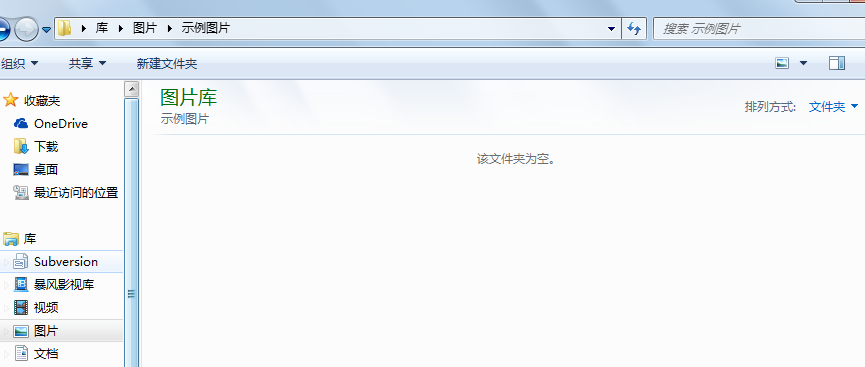 库 图片 示例图片
搜索 示例图片
组织 共享 新建文件夹
收藏夹
OneDrive
下载
桌面
最近访问的位置
库
Subversion
暴风影视库
视频
图片
文档
图片库
示例图片
排列方式: 文件夹
该文件夹为空。